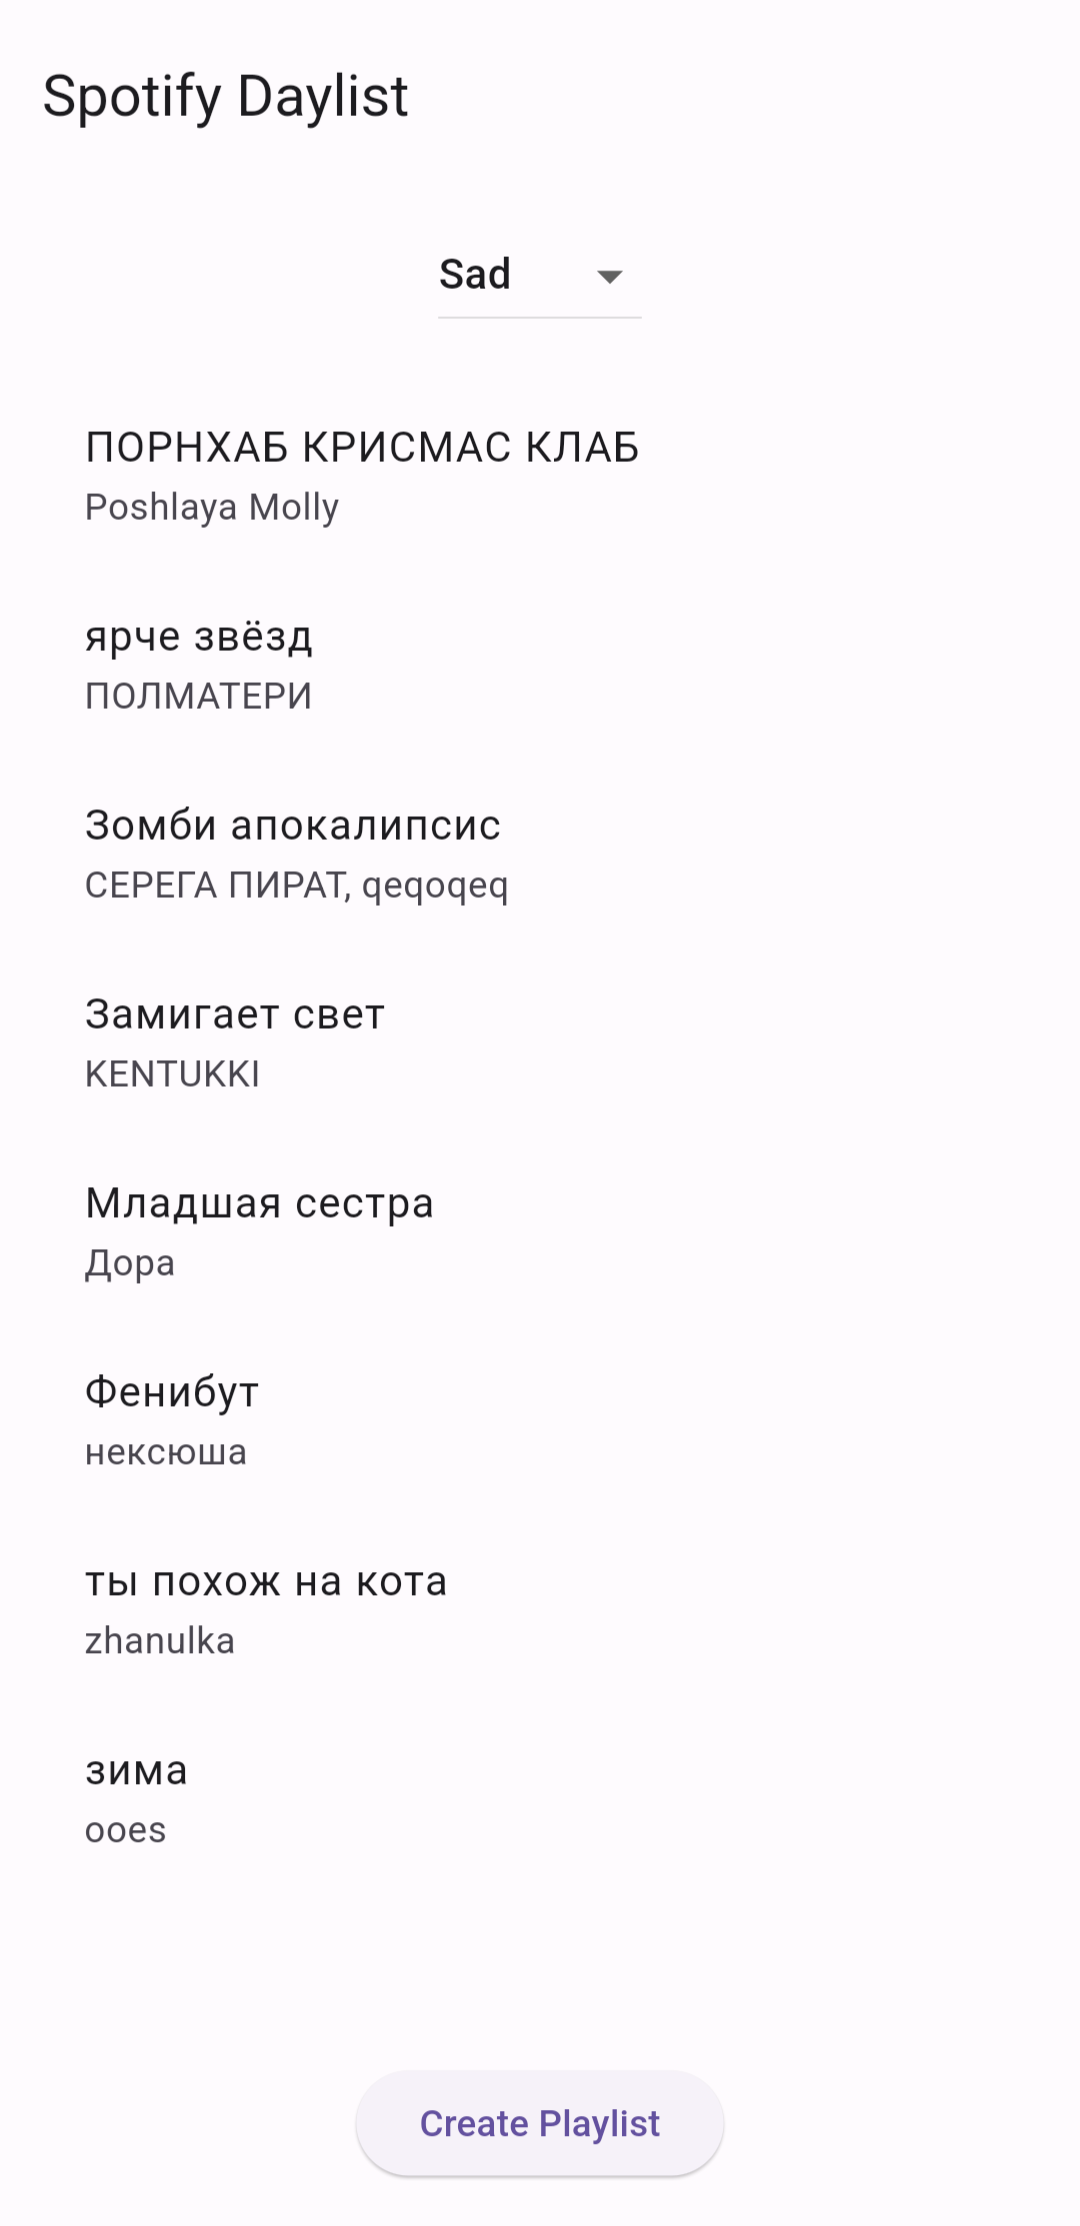 Spotify Daylist
Sad
ПОРНХАБ КРИСМАС КЛАБ
Poshlaya Molly
ярче звёзд
ПОЛМАТЕРИ
Зомби апокалипсис
СЕРЕГА ПИРАТ, qeqoqeq
Замигает свет
KENTUKKI
Младшая сестра
Дора
Фенибут
нексюша
ты похож на кота
zhanulka
зима
ooes
Create Playlist